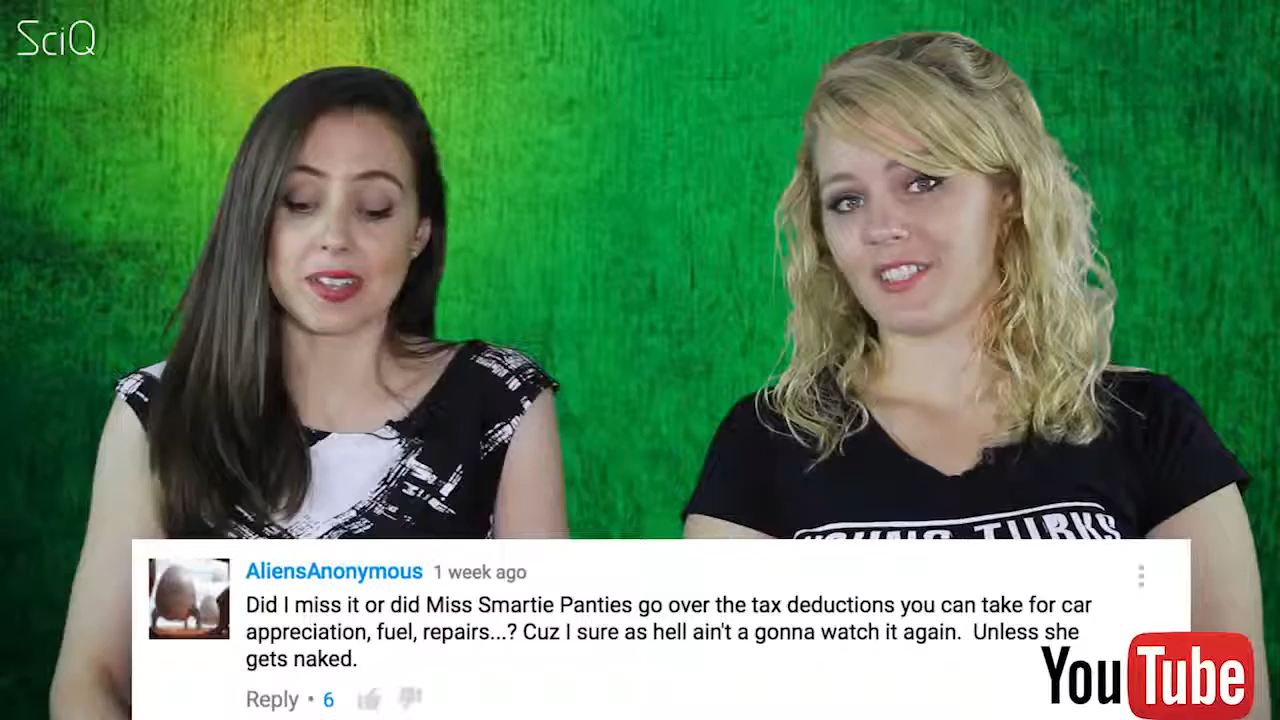 SciQ
YOUNG TURKS
AliensAnonymous 1 week ago
Did I miss it or did Miss Smartie Panties go over the tax deductions you can take for car
appreciation, fuel, repairs...? Cuz I sure as hell ain't a gonna watch it again. Unless she
gets naked.
Reply • 6
YouTube